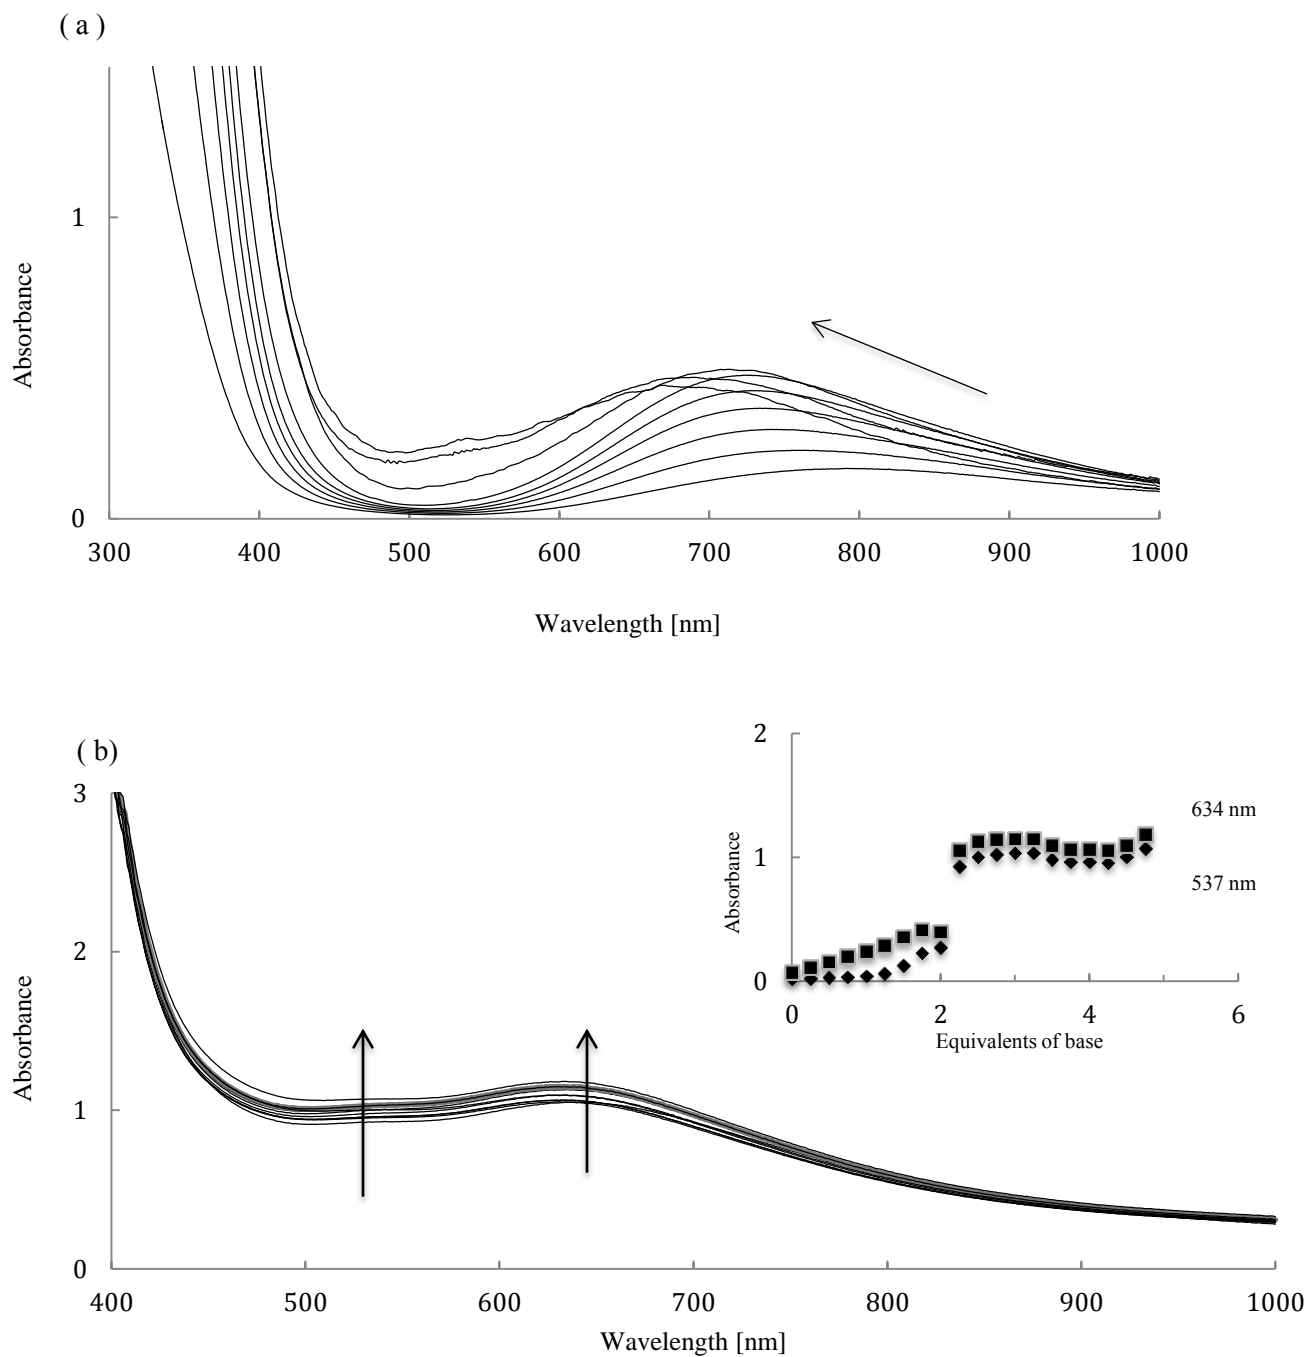 ( a )
1
0
Absorbance
300 400 500 600 700 800 900 1000
Wavelength [nm]
( b)
3
2
1
0
Absorbance
400 500 600 700 800 900 1000
Wavelength [nm]
2
1
0
Absorbance
634 nm
537 nm
0 2 4 6
Equivalents of base